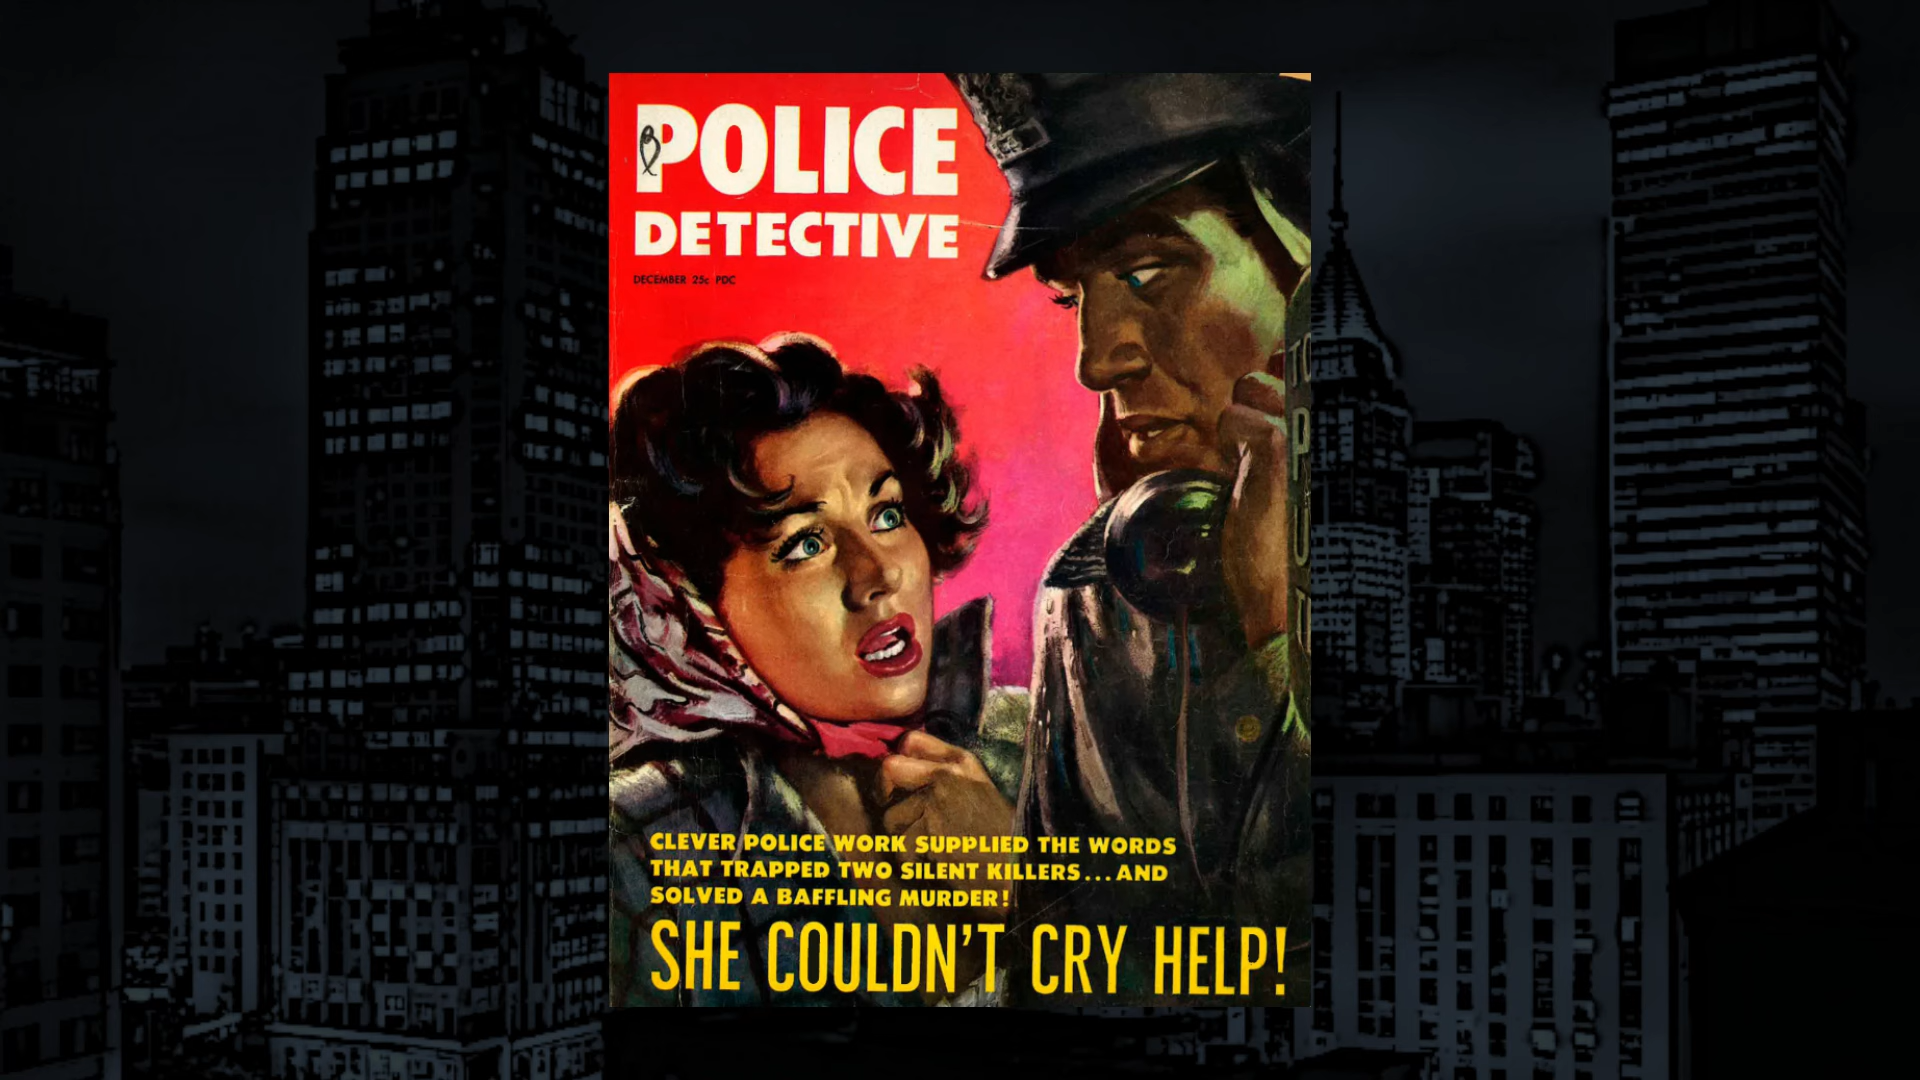 POLICE
DETECTIVE
DECEMBER 25c PDC
CLEVER POLICE WORK SUPPLIED THE WORDS
THAT TRAPPED TWO SILENT KILLERS...AND
SOLVED A BAFFLING MURDER!
SHE COULDN'T CRY HELP!